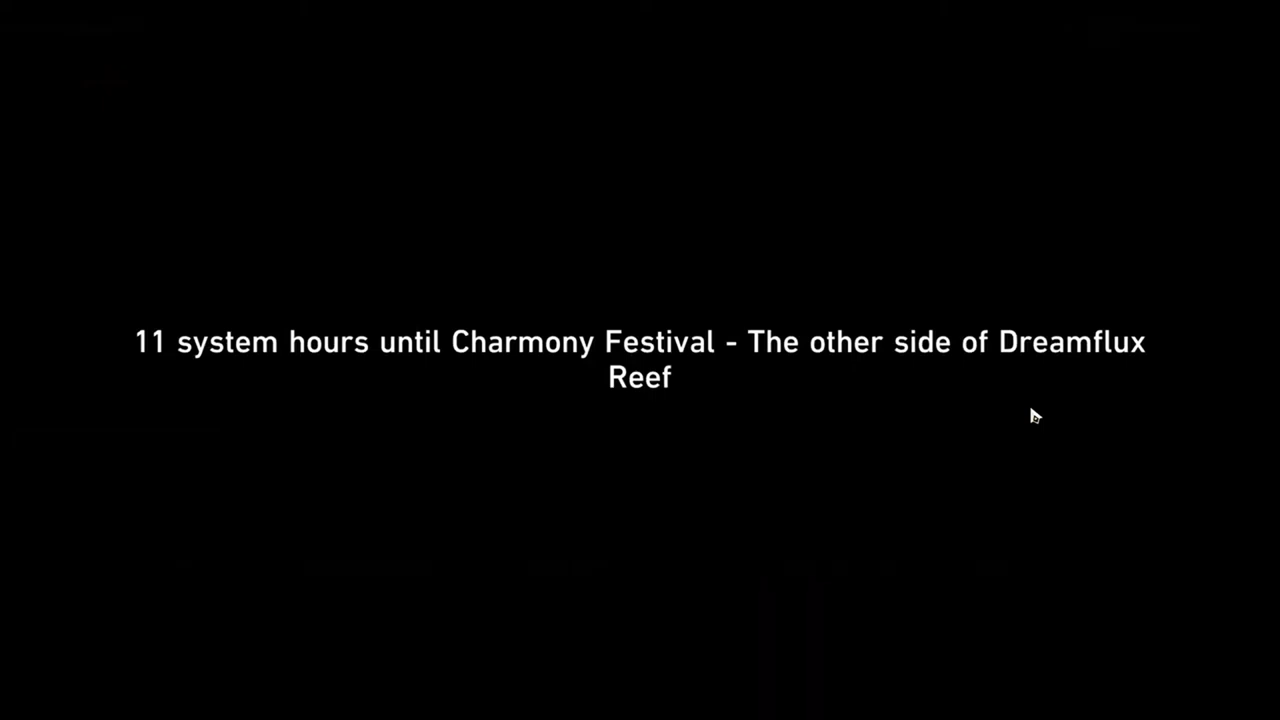 11 system hours until Charmony Festival - The other side of Dreamflux
Reef